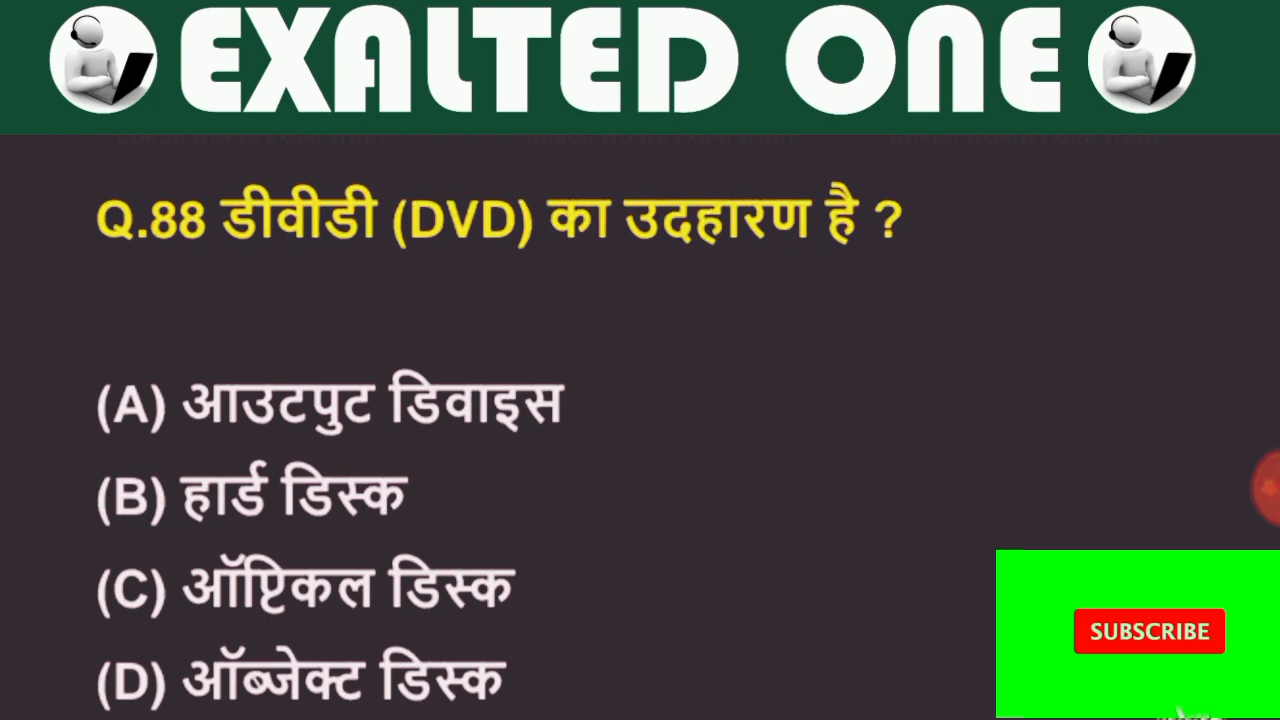 EXALTED ONE
Q.88 डीवीडी (DVD) का उदहारण है ?
(A) आउटपुट डिवाइस
(B) हार्ड डिस्क
(C) ऑप्टिकल डिस्क
(D) ऑब्जेक्ट डिस्क
SUBSCRIBE